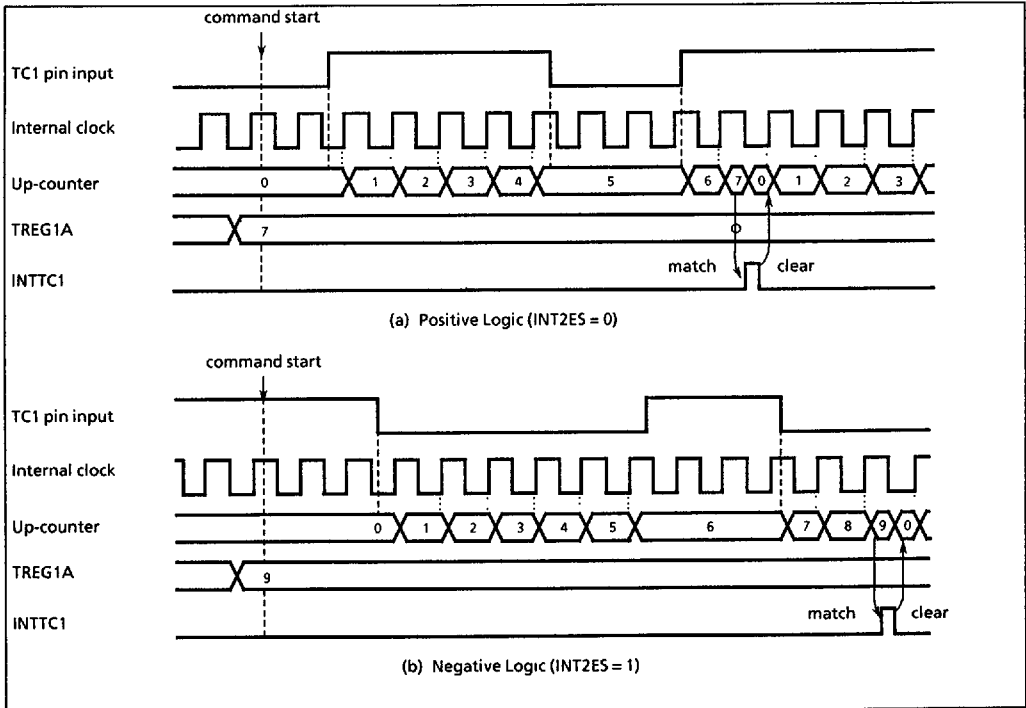 command start
TC1 pin input
Internal clock
Up-counter 0 1 2 3 4 5 6 7 0 1 2 3
TREG1A 7
match clear
INTTC1
(a) Positive Logic (INT2ES = 0)
command start
TC1 pin input
Internal clock
Up-counter 0 1 2 3 4 5 6 7 8 9 0
TREG1A 9
match clear
INTTC1
(b) Negative Logic (INT2ES = 1)